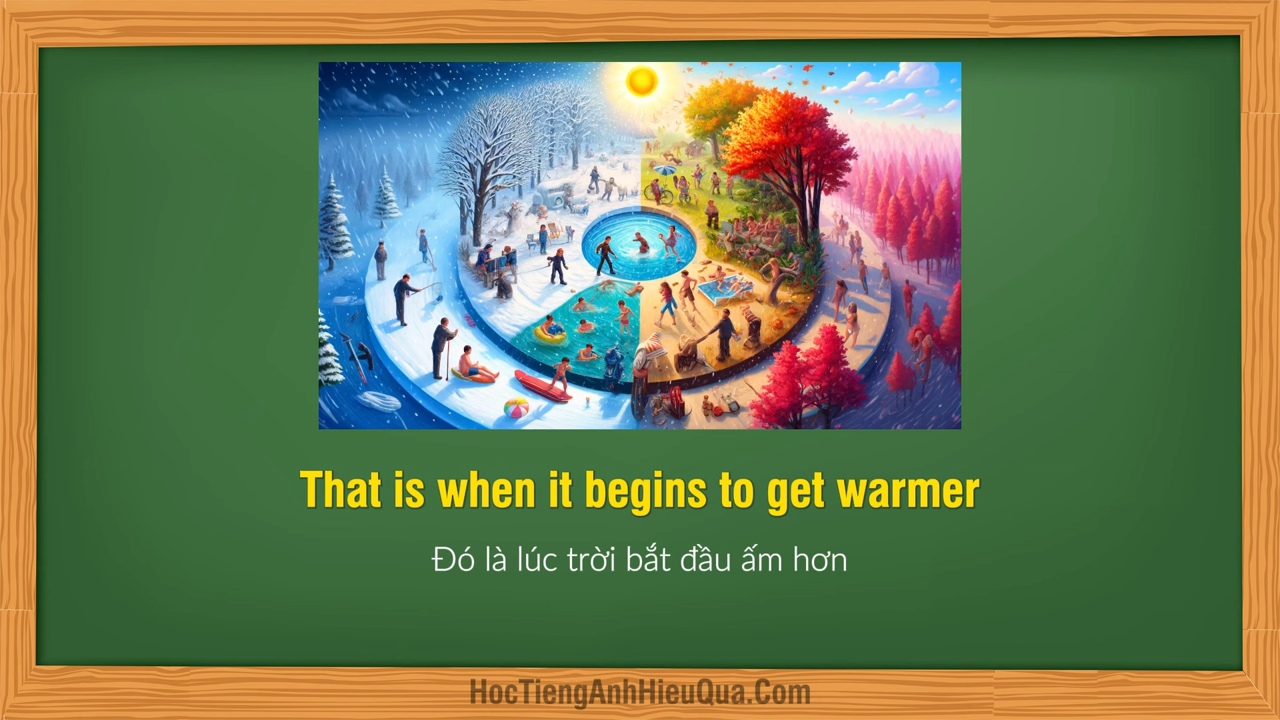 That is when it begins to get warmer
Đó là lúc trời bắt đầu ấm hơn
HocTiengAnhHieuQua.Com